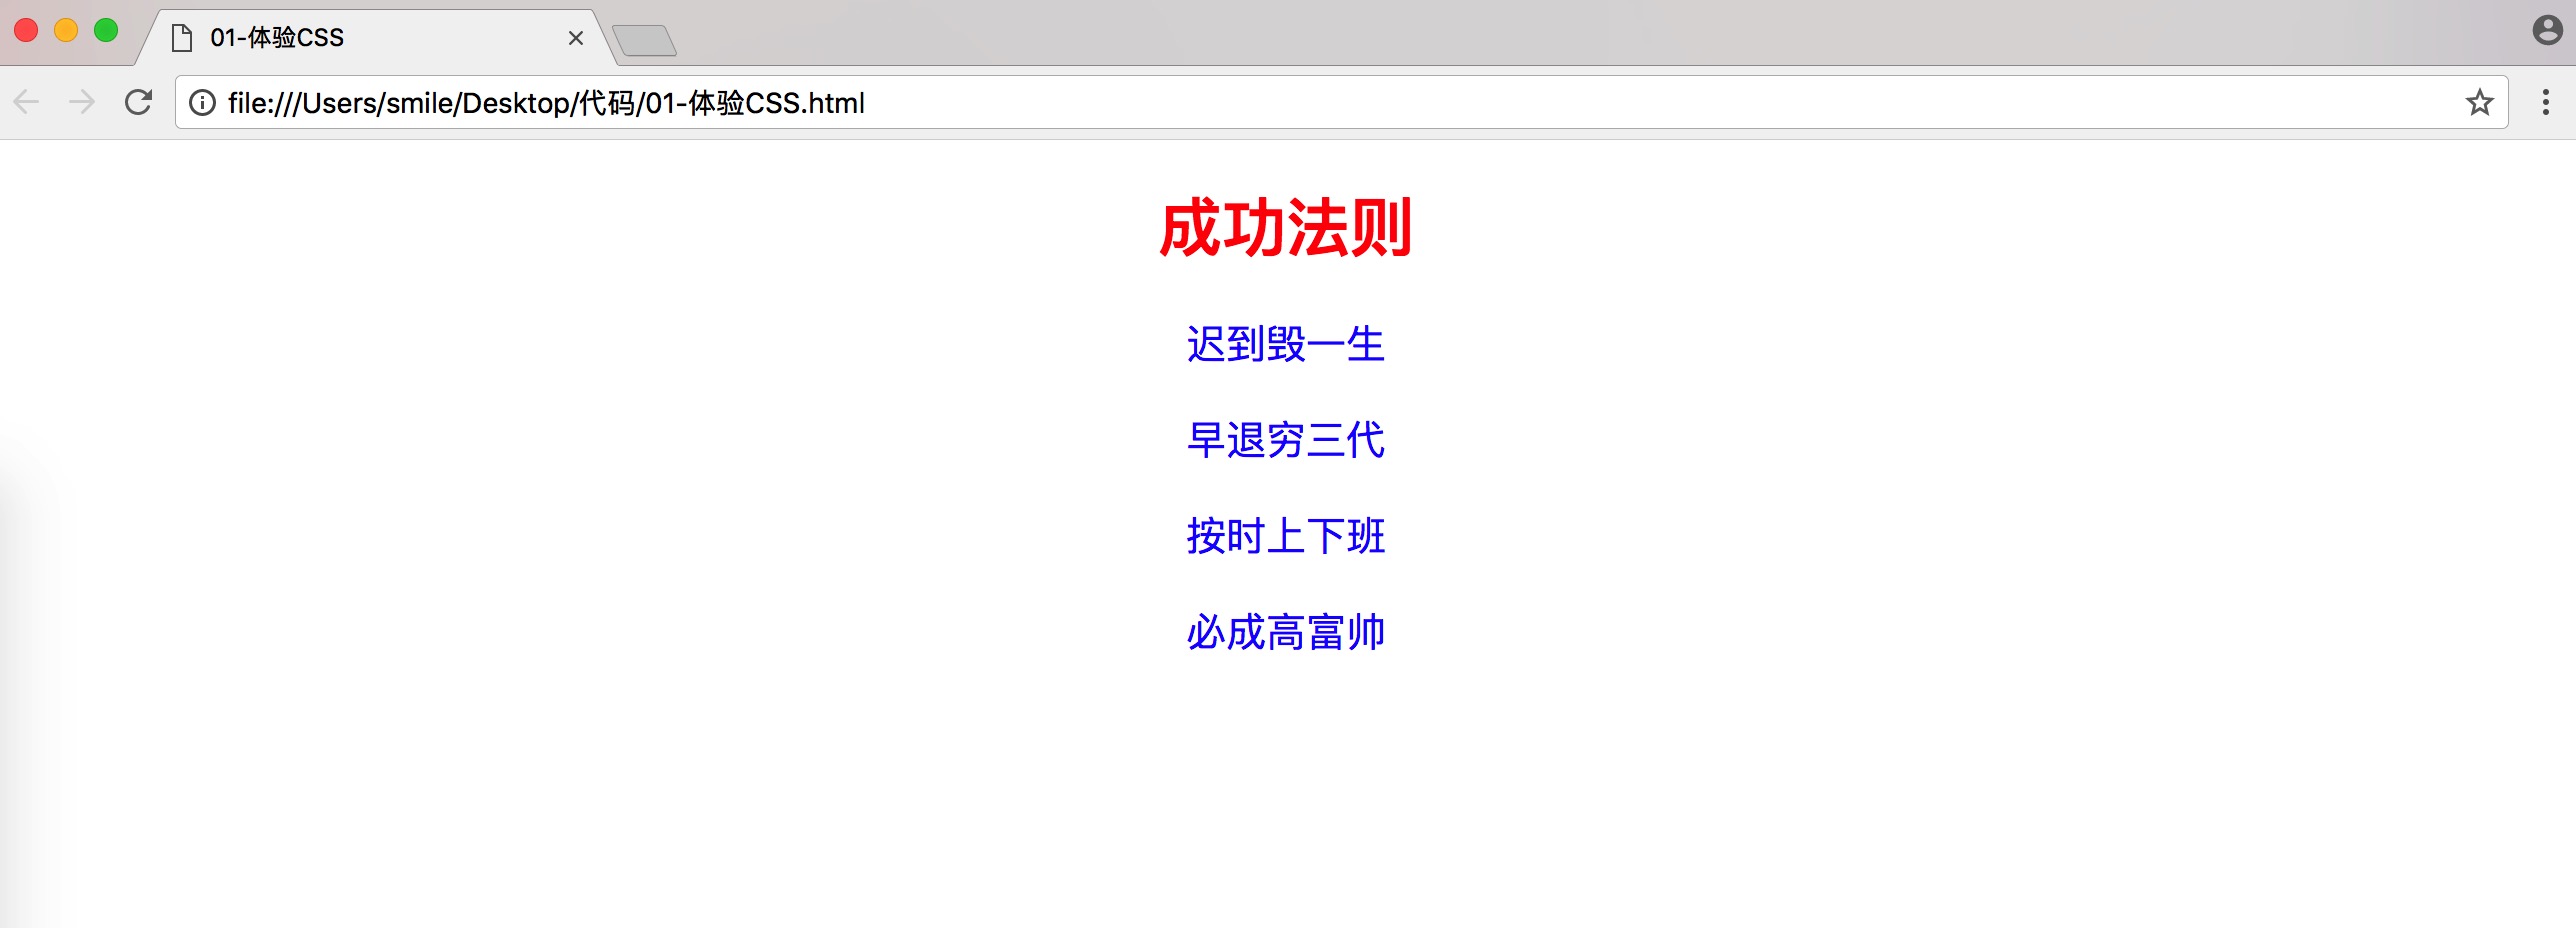 01-体验CSS
file:///Users/smile/Desktop/代码/01-体验CSS.html
成功法则
迟到毁一生
早退穷三代
按时上下班
必成高富帅